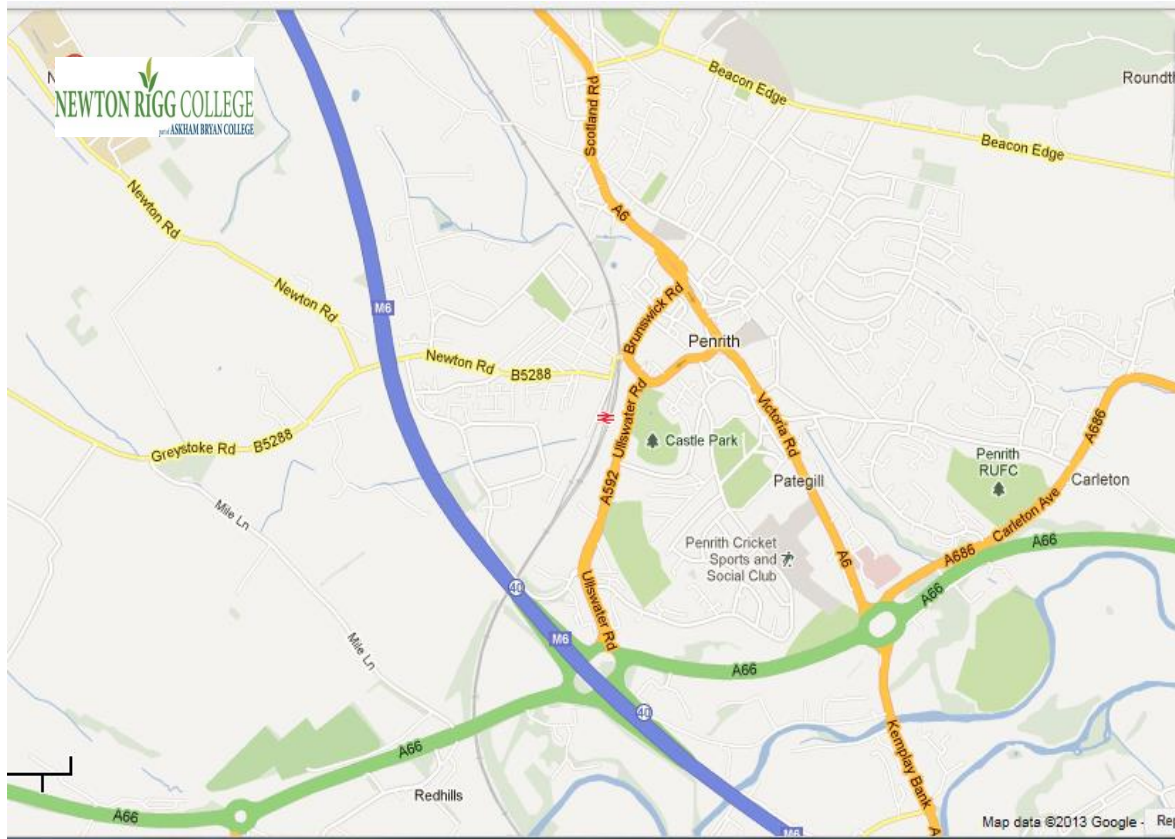 N
NEWTON RIGG COLLEGE
part of ASKHAM BRYAN COLLEGE
Scotland Rd
Beacon Edge
Roundth
Beacon Edge
Newton Rd
A6
Newton Rd
M6
Brunswick Rd
Penrith
Newton Rd
B5288
Ullswater Rd
Victoria Rd
A686
Castle Park
Greystoke Rd
B5288
Penrith
RUFC
Pategill
Carleton
A592
Mile Ln
Carleton Ave
Penrith Cricket
Sports and
Social Club
A6
A686
A66
40
Ullswater Rd
A66
M6
Mile Ln
A66
40
A66
Kemplay Bank
Redhills
A66
M6
A
Map data ©2013 Google -
Re